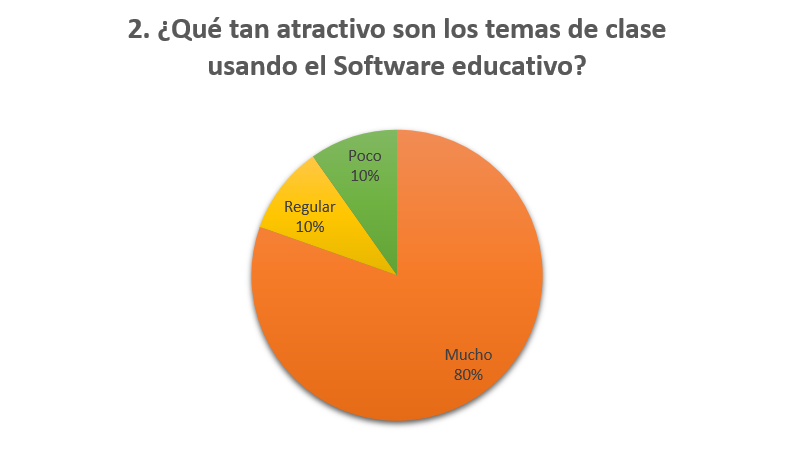 2. ¿Qué tan atractivo son los temas de clase
usando el Software educativo?
Poco
10%
Regular
10%
Mucho
80%